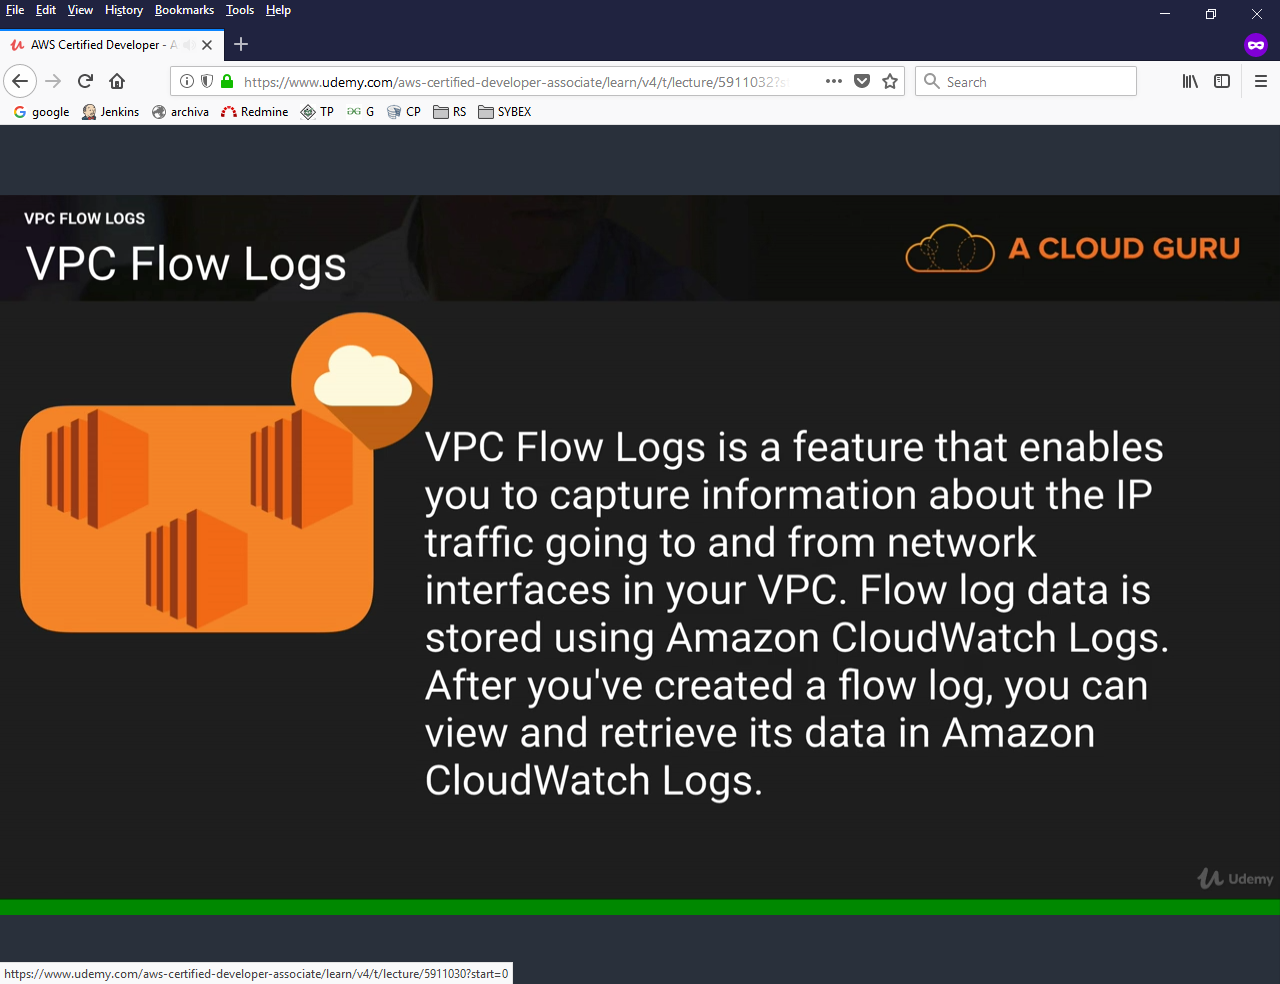 File Edit View History Bookmarks Tools Help
AWS Certified Developer - A
https://www.udemy.com/aws-certified-developer-associate/learn/v4/t/lecture/5911032?s
Search
google Jenkins archiva Redmine TP G CP RS SYBEX
VPC FLOW LOGS
VPC Flow Logs
A CLOUD GURU
VPC Flow Logs is a feature that enables
you to capture information about the IP
traffic going to and from network
interfaces in your VPC. Flow log data is
stored using Amazon CloudWatch Logs.
After you've created a flow log, you can
view and retrieve its data in Amazon
CloudWatch Logs.
Udemy
https://www.udemy.com/aws-certified-developer-associate/learn/v4/t/lecture/5911030?start=0